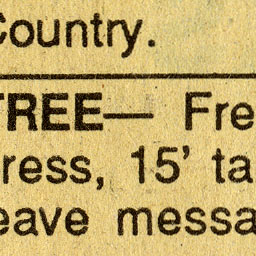 Country.
TREE— Fre
ress, 15' ta
eave messa